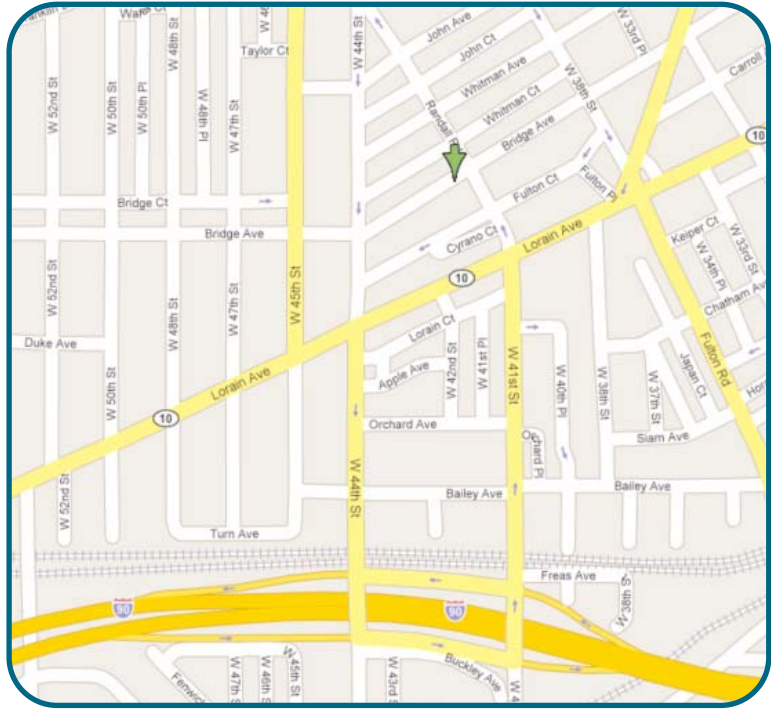 John Ave
W 33rd Pl
W 44th St
John Ct
Carroll
Taylor Ct
W 48th St
Whitman Ave
W 38th St
W 52nd St
W 50th St
W 50th Pl
W 48th Pl
W 47th St
Whitman Ct
Bridge Ave
10
Fulton Ct
Fulton Pl
Bridge Ct
Bridge Ave
Cyrano Ct
Lorain Ave
Keiper Ct
W 33rd St
W 34th Pl
W 52nd St
W 48th St
W 47th St
W 45th St
10
Chatham Ave
Lorain Ct
Duke Ave
W 42nd St
W 41st Pl
W 41st St
W 40th Pl
W 38th St
W 37th St
Japan Ct
Fulton Rd
Apple Ave
Lorain Ave
W 50th St
10
Orchard Ave
Orchard Pl
Siam Ave
W 52nd St
W 44th St
Bailey Ave
Bailey Ave
Turn Ave
Freas Ave
90
90
W 38th S
Buckley Ave
W 47th St
W 46th St
W 45th St
W 43rd S
W 4